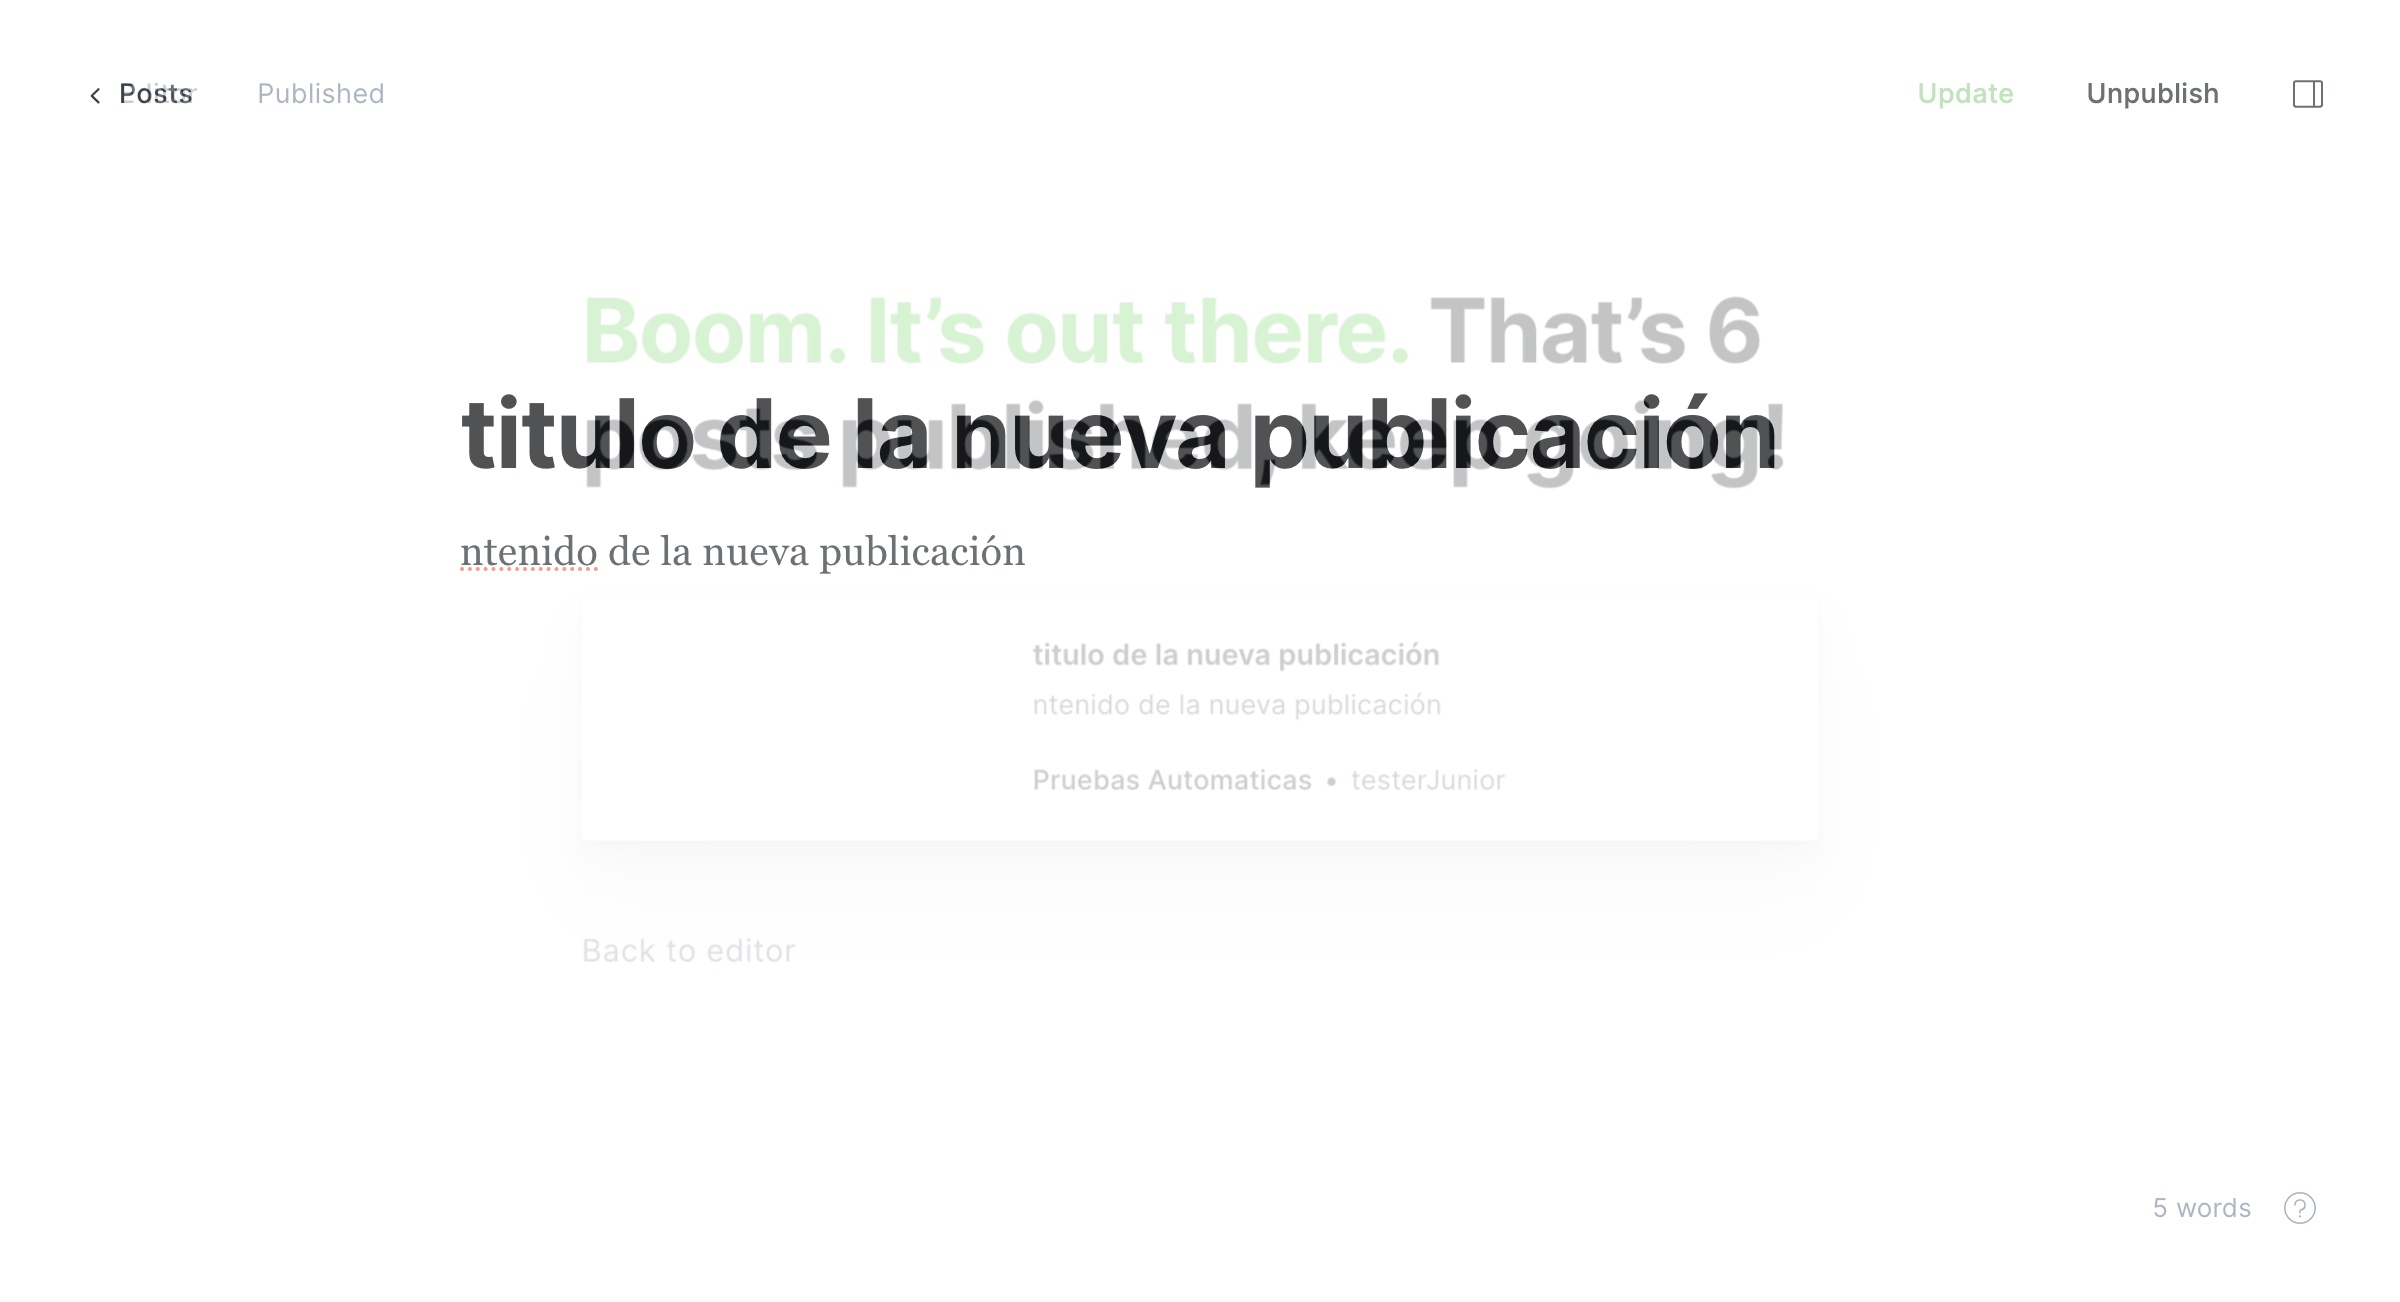 Posts
Editor
Published
Update
Unpublish
Boom. It’s out there. That’s 6
posts published, keep going!
titulo de la nueva publicación
ntenido de la nueva publicación
titulo de la nueva publicación
ntenido de la nueva publicación
Pruebas Automaticas • testerJunior
Back to editor
5 words
?